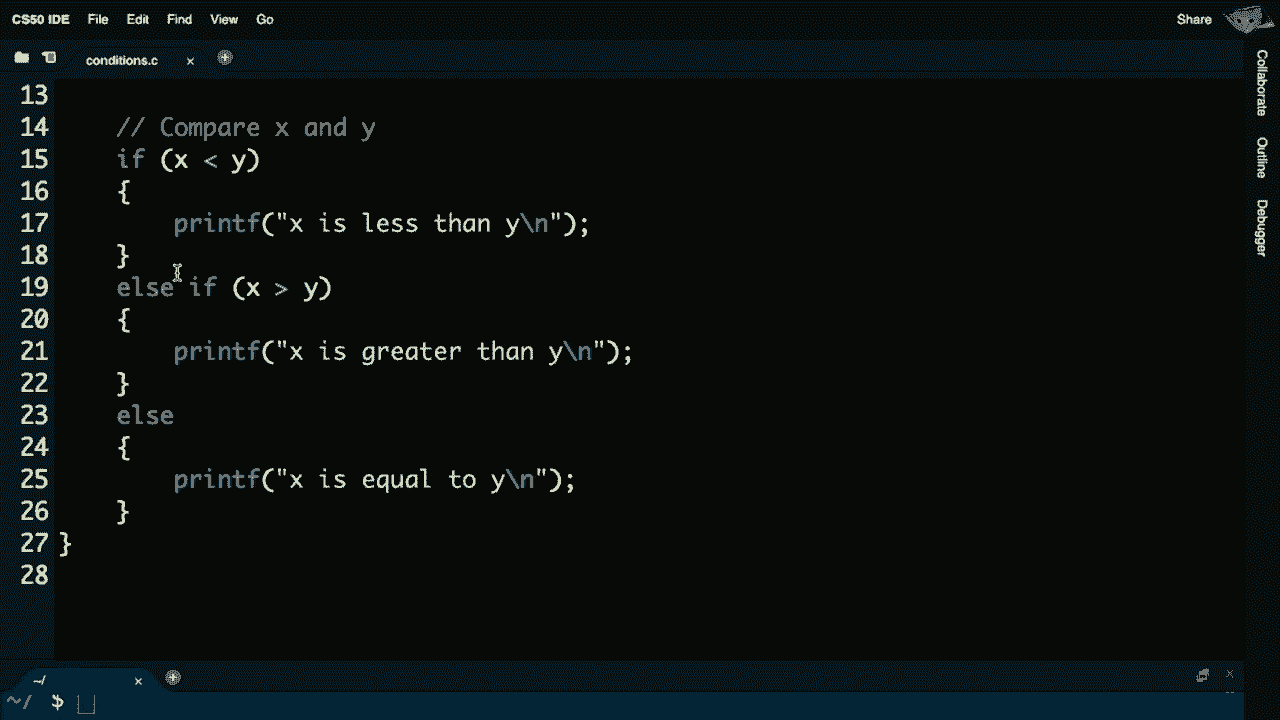 CS50 IDE File Edit Find View Go Share
conditions.c ×
13
14 // Compare x and y
15 if (x < y)
16 {
17 printf("x is less than y\n");
18 }
19 else if (x > y)
20 {
21 printf("x is greater than y\n");
22 }
23 else
24 {
25 printf("x is equal to y\n");
26 }
27 }
28
Collaborate
Outline
Debugger
~/ ×
~/ $